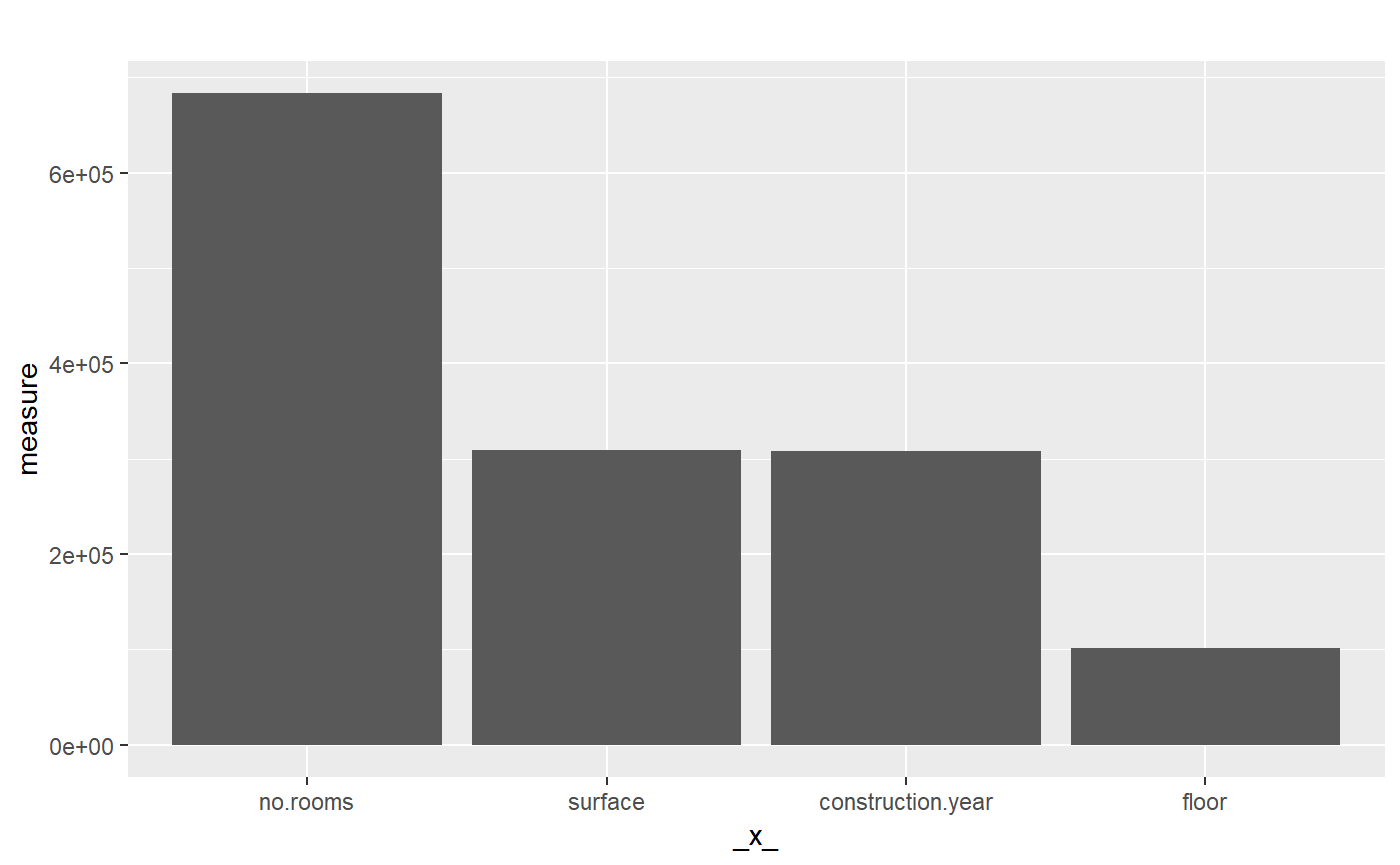 6e+05
4e+05
2e+05
0e+00
measure
no.rooms surface construction.year floor
_x_